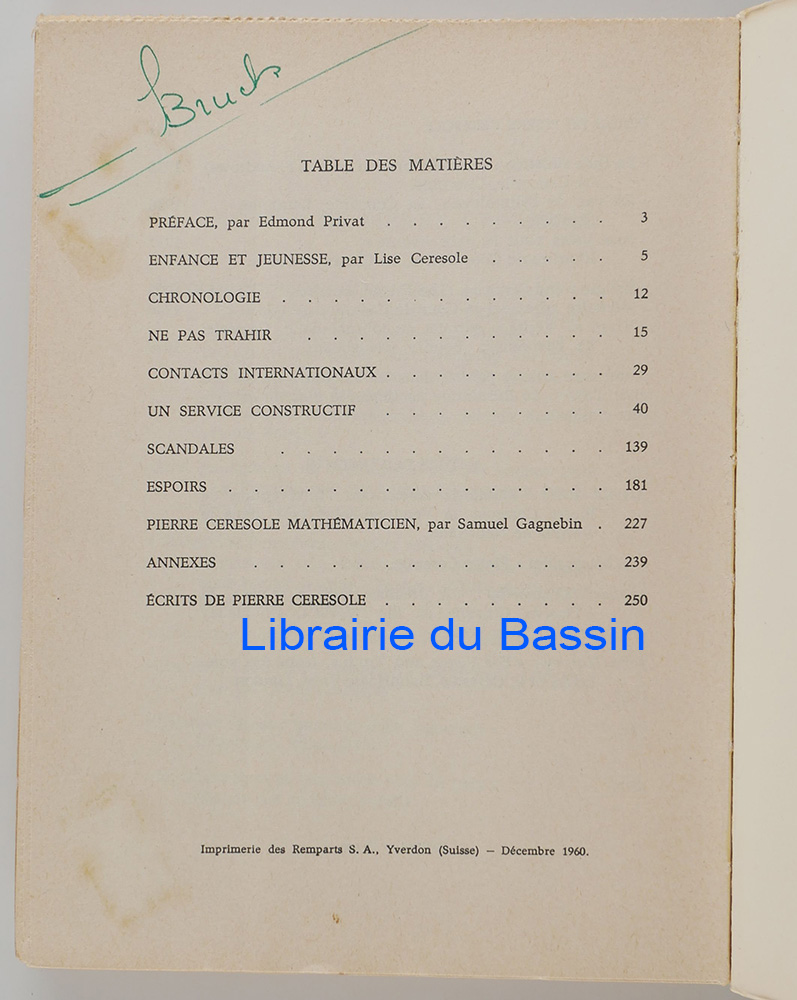 Bruck
TABLE DES MATIÈRES
PRÉFACE, par Edmond Privat . . . . . . . . . 3
ENFANCE ET JEUNESSE, par Lise Ceresole . . . . . 5
CHRONOLOGIE . . . . . . . . . . . . . 12
NE PAS TRAHIR . . . . . . . . . . . . 15
CONTACTS INTERNATIONAUX . . . . . . . . . 29
UN SERVICE CONSTRUCTIF . . . . . . . . . 40
SCANDALES . . . . . . . . . . . . . 139
ESPOIRS . . . . . . . . . . . . . . . 181
PIERRE CERESOLE MATHÉMATICIEN, par Samuel Gagnebin . 227
ANNEXES . . . . . . . . . . . . . . 239
ÉCRITS DE PIERRE CERESOLE . . . . . . . . . 250
Librairie du Bassin
Imprimerie des Remparts S. A., Yverdon (Suisse) — Décembre 1960.